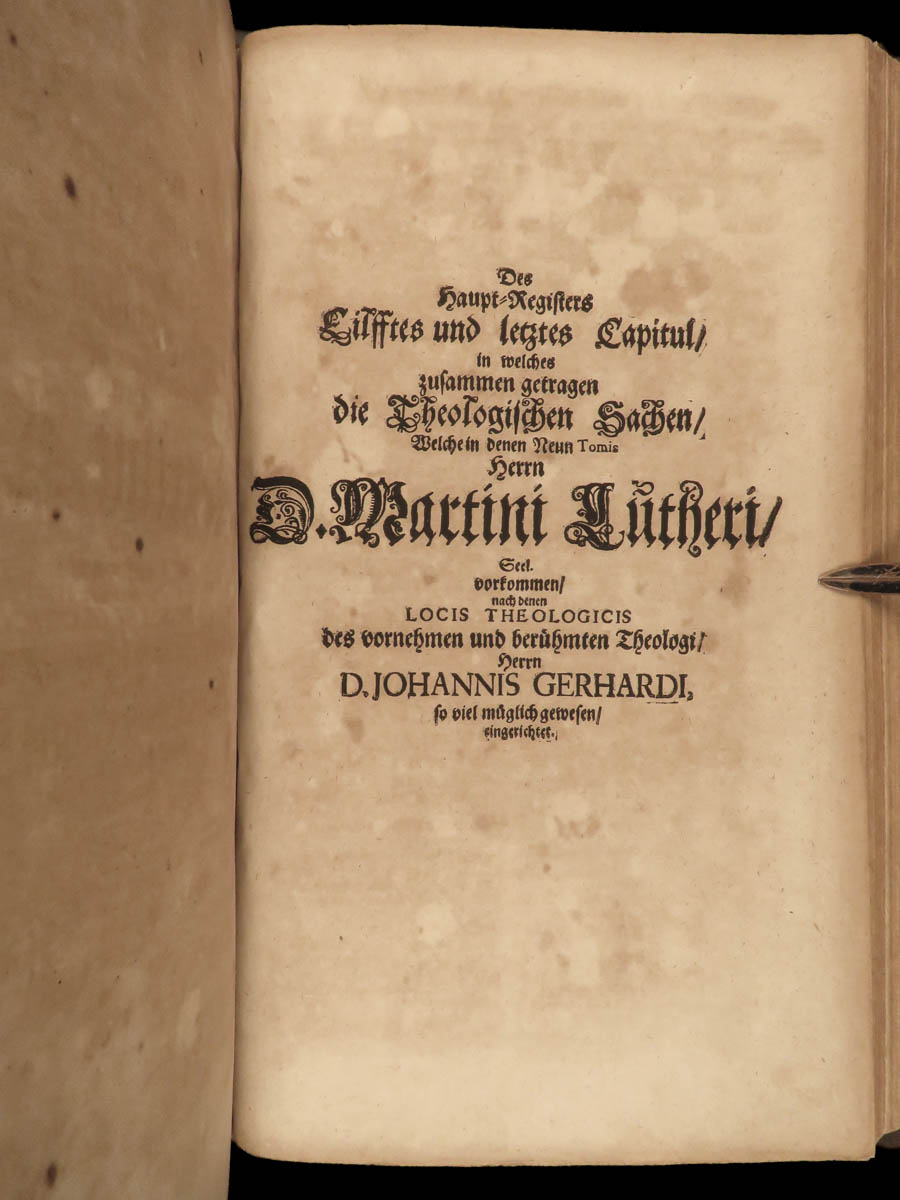 Des
Haupt-Registers
Eilfftes und letztes Capitul/
in welches
zusammen getragen
die Theologischen Sachen/
Welche in denen Neun Tomis
Herrn
D. Martini Lutheri/
Seel.
vorkommen/
nach denen
LOCIS THEOLOGICIS
des vornehmen und berühmten Theologi/
Herrn
D. JOHANNIS GERHARDI,
so viel müglich gewesen/
eingerichtet.